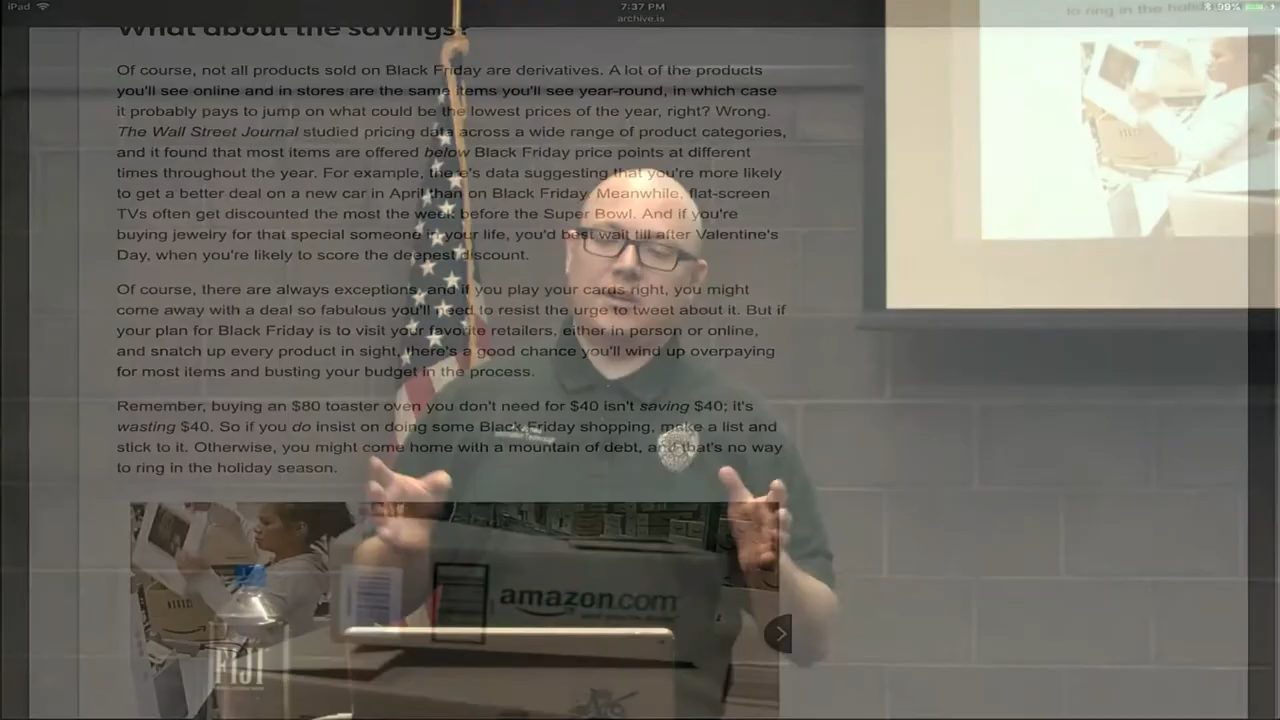 iPad
7:37 PM
99%
archive.is
to ring in the holi
What about the savings?
Of course, not all products sold on Black Friday are derivatives. A lot of the products
you'll see online and in stores are the same items you'll see year-round, in which case
it probably pays to jump on what could be the lowest prices of the year, right? Wrong.
The Wall Street Journal studied pricing data across a wide range of product categories,
and it found that most items are offered below Black Friday price points at different
times throughout the year. For example, there's data suggesting that you're more likely
to get a better deal on a new car in April than on Black Friday. Meanwhile, flat-screen
TVs often get discounted the most the week before the Super Bowl. And if you're
buying jewelry for that special someone in your life, you'd best wait till after Valentine's
Day, when you're likely to score the deepest discount.
Of course, there are always exceptions, and if you play your cards right, you might
come away with a deal so fabulous you'll need to resist the urge to tweet about it. But if
your plan for Black Friday is to visit your favorite retailers, either in person or online,
and snatch up every product in sight, there's a good chance you'll wind up overpaying
for most items and busting your budget in the process.
Remember, buying an $80 toaster oven you don't need for $40 isn't saving $40; it's
wasting $40. So if you do insist on doing some Black Friday shopping, make a list and
stick to it. Otherwise, you might come home with a mountain of debt, and that's no way
to ring in the holiday season.
amazon.com
FIJI